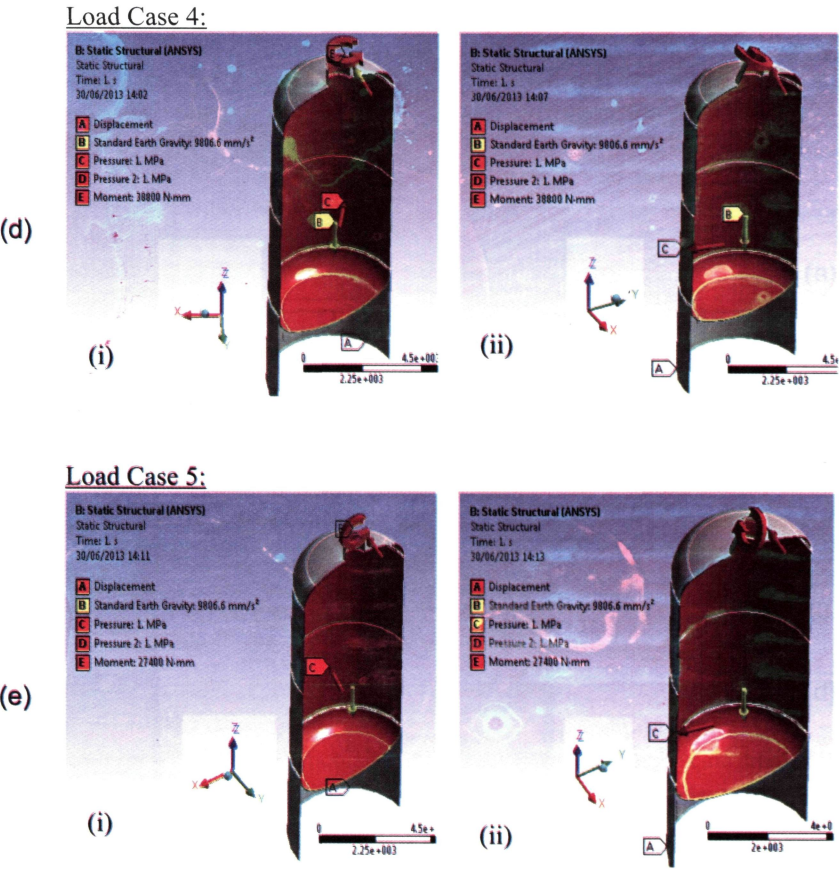 Load Case 4:
(d)
B: Static Structural (ANSYS)
Static Structural
Time: 1. s
30/06/2013 14:02
A Displacement
B Standard Earth Gravity: 9806.6 mm/s²
C Pressure: 1. MPa
D Pressure 2: 1. MPa
E Moment: 38800 N·mm
C
B
Z
X
A
(i)
0
4.5e+00
2.25e+003
B: Static Structural (ANSYS)
Static Structural
Time: 1. s
30/06/2013 14:07
A Displacement
B Standard Earth Gravity: 9806.6 mm/s²
C Pressure: 1. MPa
D Pressure 2: 1. MPa
E Moment: 38800 N·mm
B
C
Z
Y
X
A
(ii)
0
4.5
2.25e+003
Load Case 5:
(e)
B: Static Structural (ANSYS)
Static Structural
Time: 1. s
30/06/2013 14:11
A Displacement
B Standard Earth Gravity: 9806.6 mm/s²
C Pressure: 1. MPa
D Pressure 2: 1. MPa
E Moment: 27400 N·mm
C
Z
X
Y
A
(i)
0
4.5e+
2.25e+003
B: Static Structural (ANSYS)
Static Structural
Time: 1. s
30/06/2013 14:13
A Displacement
B Standard Earth Gravity: 9806.6 mm/s²
C Pressure: 1. MPa
D Pressure 2: 1. MPa
E Moment: 27400 N·mm
C
Z
Y
X
A
(ii)
0
4e+0
2e+003